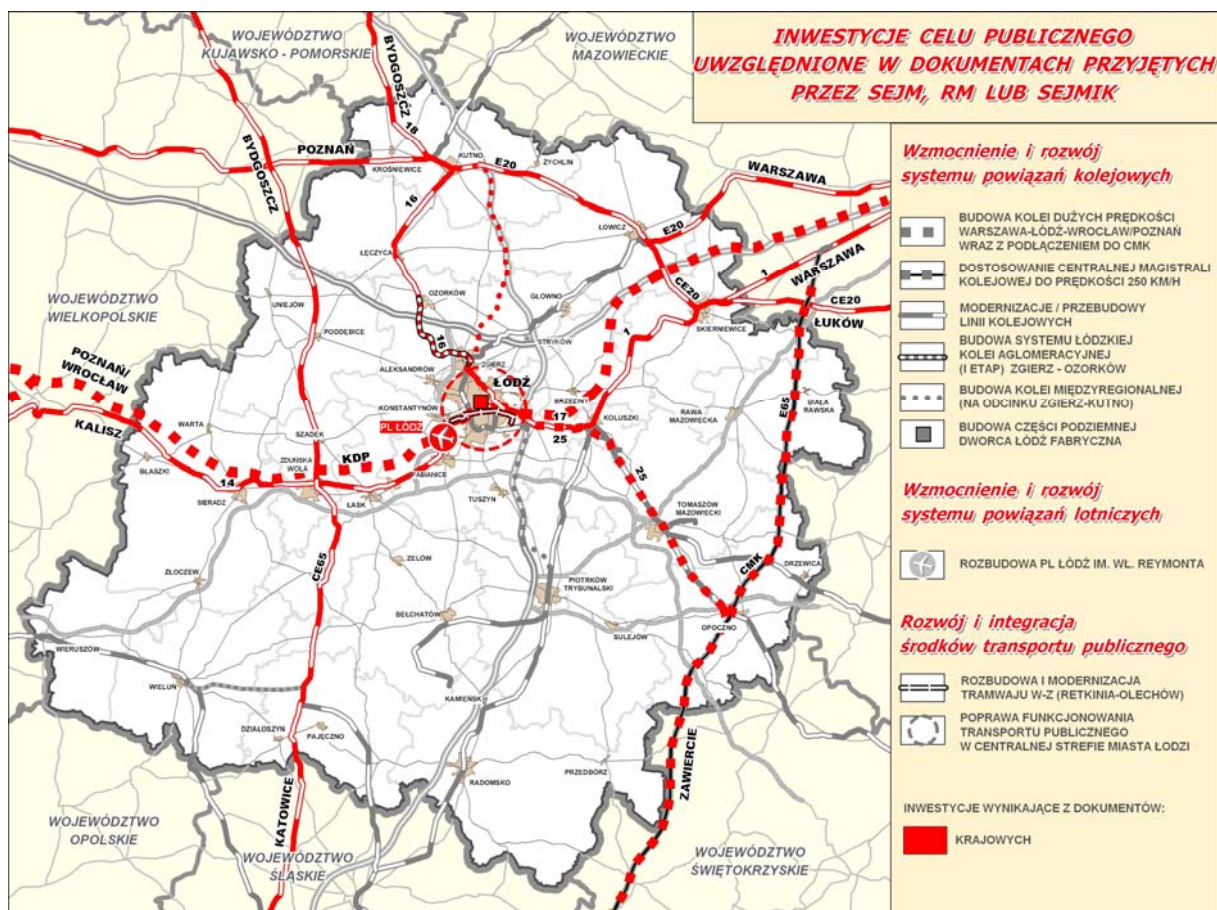 INWESTYCJE CELU PUBLICZNEGO
UWZGLĘDNIONE W DOKUMENTACH PRZYJĘTYCH
PRZEZ SEJM, RM LUB SEJMIK
Wzmocnienie i rozwój
systemu powiązań kolejowych
BUDOWA KOLEI DUŻYCH PRĘDKOŚCI
WARSZAWA-ŁÓDŹ-WROCŁAW/POZNAŃ
WRAZ Z PODŁĄCZENIEM DO CMK
DOSTOSOWANIE CENTRALNEJ MAGISTRALI
KOLEJOWEJ DO PRĘDKOŚCI 250 KM/H
MODERNIZACJE / PRZEBUDOWY
LINII KOLEJOWYCH
BUDOWA SYSTEMU ŁÓDZKIEJ
KOLEI AGLOMERACYJNEJ
(I ETAP) ZGIERZ - OZORKÓW
BUDOWA KOLEI MIĘDZYREGIONALNEJ
(NA ODCINKU ZGIERZ-KUTNO)
BUDOWA CZĘŚCI PODZIEMNEJ
DWORCA ŁÓDŹ FABRYCZNA
Wzmocnienie i rozwój
systemu powiązań lotniczych
ROZBUDOWA PL ŁÓDŹ IM. WŁ. REYMONTA
Rozwój i integracja
środków transportu publicznego
ROZBUDOWA I MODERNIZACJA
TRAMWAJU W-Z (RETKINIA-OLECHÓW)
POPRAWA FUNKCJONOWANIA
TRANSPORTU PUBLICZNEGO
W CENTRALNEJ STREFIE MIASTA ŁODZI
INWESTYCJE WYNIKAJĄCE Z DOKUMENTÓW:
KRAJOWYCH
WOJEWÓDZTWO
KUJAWSKO - POMORSKIE
WOJEWÓDZTWO
MAZOWIECKIE
BYDGOSZCZ
BYDGOSZCZ
18
POZNAŃ
KUTNO
E20
ŻYCHLIN
KROŚNIEWICE
16
WARSZAWA
ŁOWICZ
E20
ŁĘCZYCA
1
WARSZAWA
CE20
CE20
ŁUKÓW
UNIEJÓW
OZORKÓW
GŁOWNO
SKIERNIEWICE
WOJEWÓDZTWO
WIELKOPOLSKIE
PODDĘBICE
16
STRYKÓW
1
ZGIERZ
POZNAŃ/
WROCŁAW
ALEKSANDRÓW
ŁÓDŹ
BRZEZINY
E65
BIAŁA
RAWSKA
KONSTANTYNÓW
17
KOLUSZKI
RAWA
MAZOWIECKA
KALISZ
WARTA
SZADEK
PL ŁÓDŹ
25
BŁASZKI
ZDUŃSKA
WOLA
KDP
PABIANICE
14
SIERADZ
ŁASK
TUSZYN
25
TOMASZÓW
MAZOWIECKI
CE65
ZŁOCZEW
ZELÓW
CMK
DRZEWICA
PIOTRKÓW
TRYBUNALSKI
BEŁCHATÓW
SULEJÓW
OPOCZNO
WIERUSZÓW
WIELUŃ
KAMIEŃSK
DZIAŁOSZYN
PAJĘCZNO
RADOMSKO
PRZEDBÓRZ
ZAWIERCIE
KATOWICE
WOJEWÓDZTWO
OPOLSKIE
WOJEWÓDZTWO
ŚLĄSKIE
WOJEWÓDZTWO
ŚWIĘTOKRZYSKIE